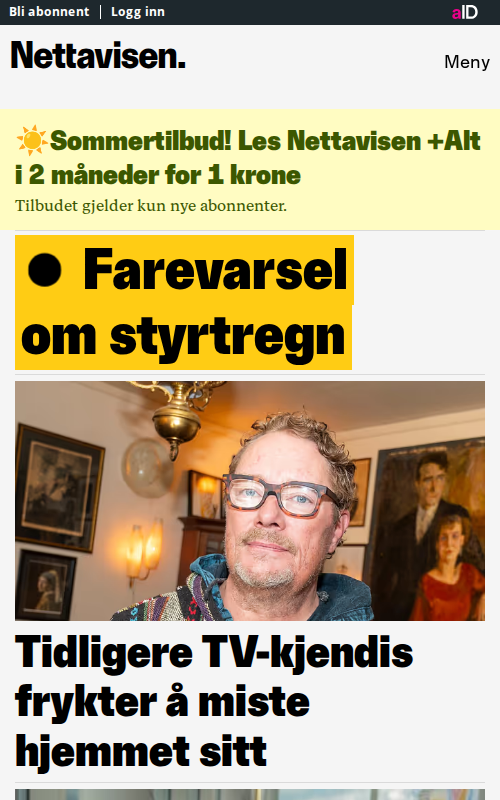 Bli abonnent | Logg inn
aID
Nettavisen.
Meny
☀️Sommertilbud! Les Nettavisen +Alt
i 2 måneder for 1 krone
Tilbudet gjelder kun nye abonnenter.
● Farevarsel
om styrtregn
Tidligere TV-kjendis
frykter å miste
hjemmet sitt